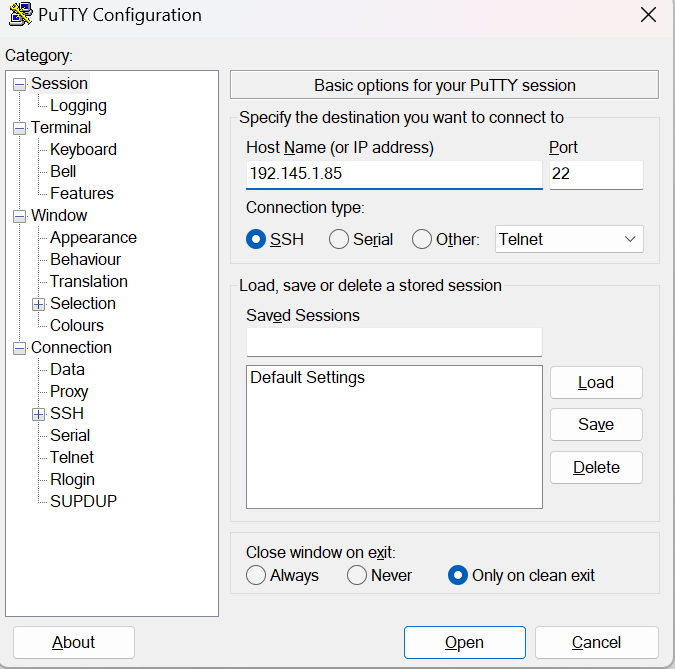 PuTTY Configuration
Category:
Session
Logging
Terminal
Keyboard
Bell
Features
Window
Appearance
Behaviour
Translation
Selection
Colours
Connection
Data
Proxy
SSH
Serial
Telnet
Rlogin
SUPDUP
Basic options for your PuTTY session
Specify the destination you want to connect to
Host Name (or IP address) Port
192.145.1.85 22
Connection type:
SSH Serial Other: Telnet
Load, save or delete a stored session
Saved Sessions
Default Settings
Load
Save
Delete
Close window on exit:
Always Never Only on clean exit
About Open Cancel